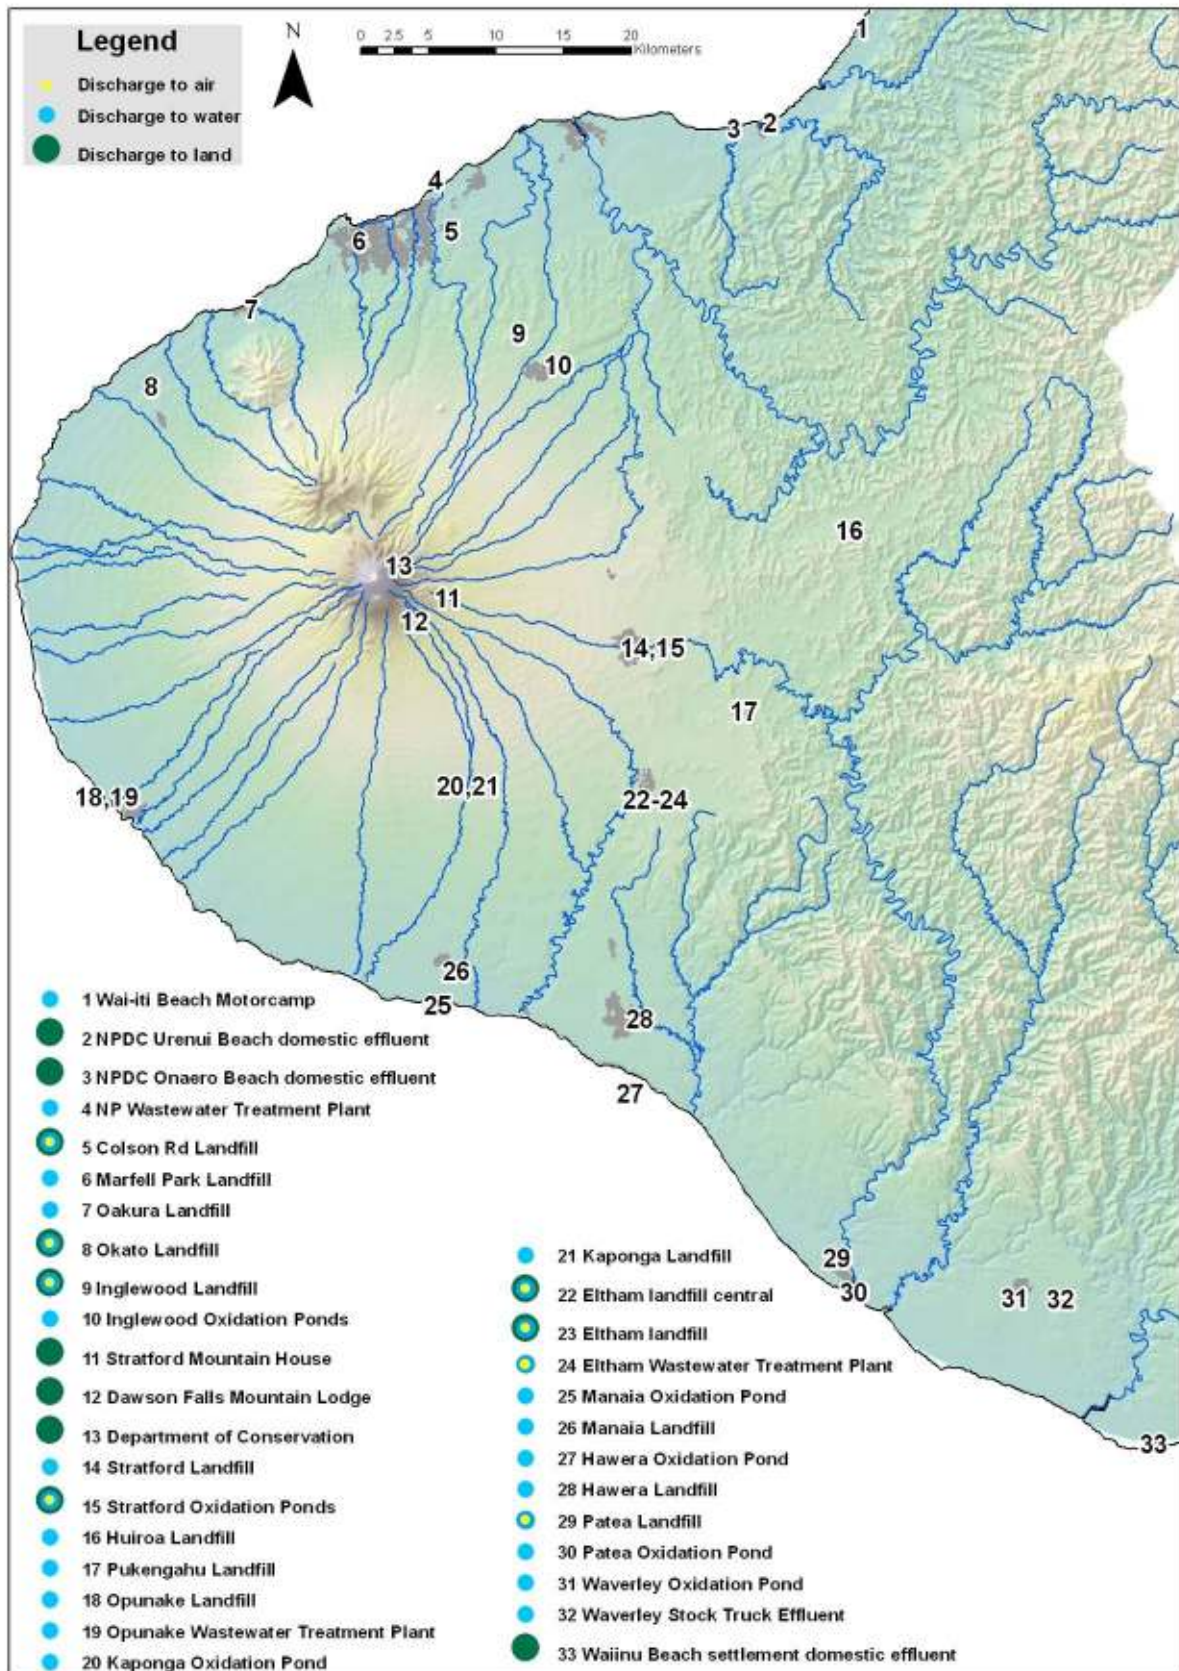 Legend
Discharge to air
Discharge to water
Discharge to land
N
0 2.5 5 10 15 20
Kilometers
1
3 2
4
6 5
7
9
10
8
16
13
11
12
14,15
17
18,19
20,21
22-24
26
25
28
27
29
30
31 32
33
1 Wai-iti Beach Motorcamp
2 NPDC Urenui Beach domestic effluent
3 NPDC Onaero Beach domestic effluent
4 NP Wastewater Treatment Plant
5 Colson Rd Landfill
6 Marfell Park Landfill
7 Oakura Landfill
8 Okato Landfill
9 Inglewood Landfill
10 Inglewood Oxidation Ponds
11 Stratford Mountain House
12 Dawson Falls Mountain Lodge
13 Department of Conservation
14 Stratford Landfill
15 Stratford Oxidation Ponds
16 Huiroa Landfill
17 Pukengahu Landfill
18 Opunake Landfill
19 Opunake Wastewater Treatment Plant
20 Kaponga Oxidation Pond
21 Kaponga Landfill
22 Eltham landfill central
23 Eltham landfill
24 Eltham Wastewater Treatment Plant
25 Manaia Oxidation Pond
26 Manaia Landfill
27 Hawera Oxidation Pond
28 Hawera Landfill
29 Patea Landfill
30 Patea Oxidation Pond
31 Waverley Oxidation Pond
32 Waverley Stock Truck Effluent
33 Waiinu Beach settlement domestic effluent